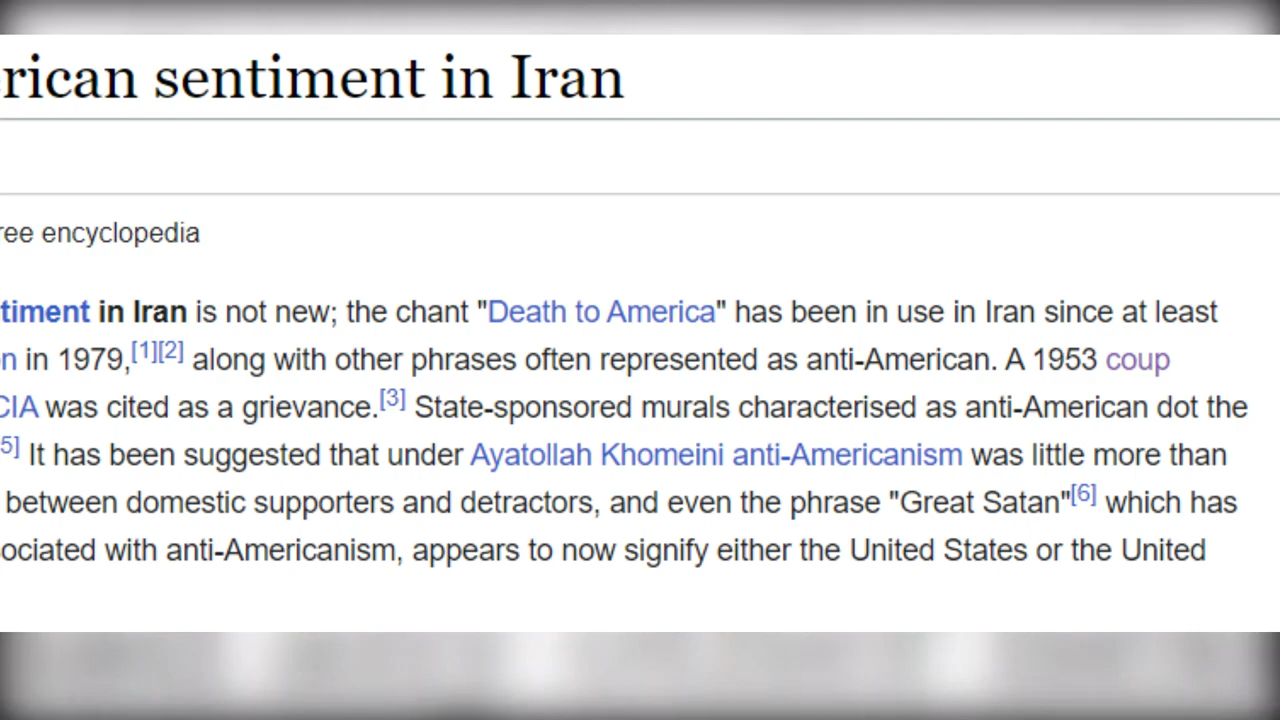 rican sentiment in Iran
ree encyclopedia
timent in Iran is not new; the chant "Death to America" has been in use in Iran since at least
n in 1979,[1][2] along with other phrases often represented as anti-American. A 1953 coup
CIA was cited as a grievance.[3] State-sponsored murals characterised as anti-American dot the
5] It has been suggested that under Ayatollah Khomeini anti-Americanism was little more than
between domestic supporters and detractors, and even the phrase "Great Satan"[6] which has
ociated with anti-Americanism, appears to now signify either the United States or the United